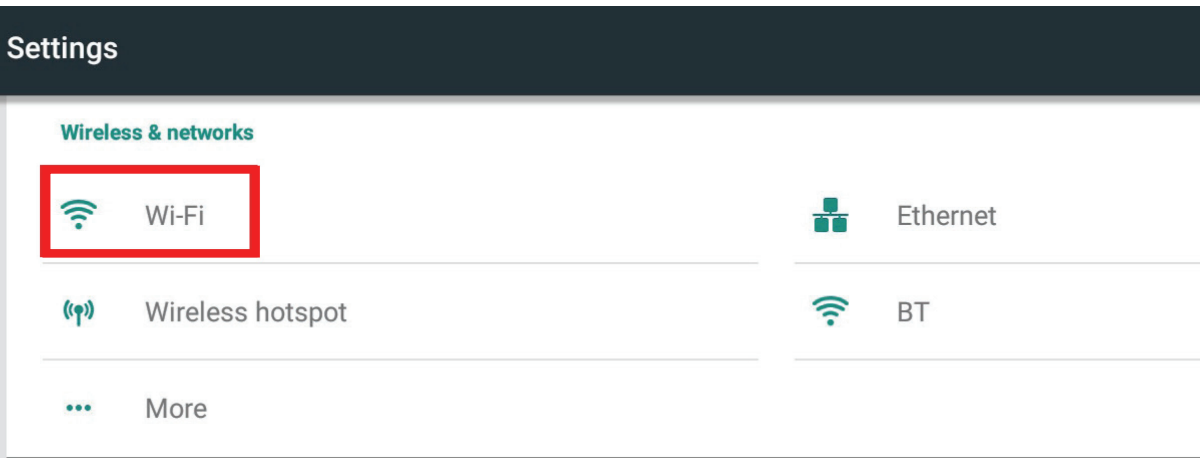 Settings
Wireless & networks
Wi-Fi
Ethernet
Wireless hotspot
BT
More